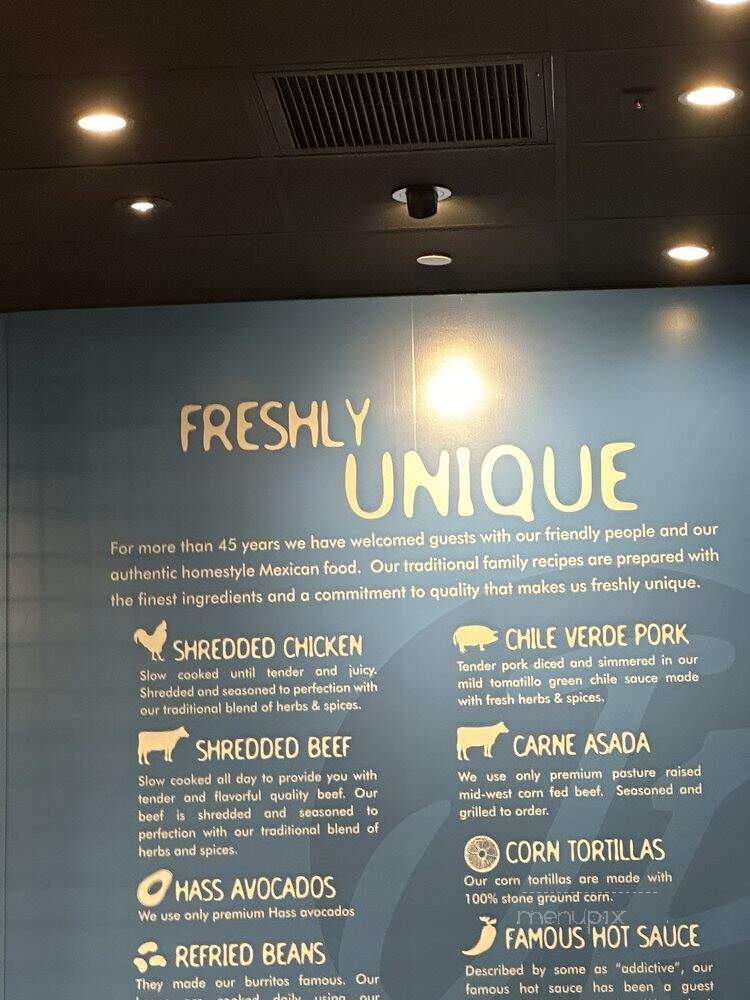 FRESHLY
UNIQUE
For more than 45 years we have welcomed guests with our friendly people and our
authentic homestyle Mexican food. Our traditional family recipes are prepared with
the finest ingredients and a commitment to quality that makes us freshly unique.
SHREDDED CHICKEN
Slow cooked until tender and juicy.
Shredded and seasoned to perfection with
our traditional blend of herbs & spices.
SHREDDED BEEF
Slow cooked all day to provide you with
tender and flavorful quality beef. Our
beef is shredded and seasoned to
perfection with our traditional blend of
herbs and spices.
HASS AVOCADOS
We use only premium Hass avocados
REFRIED BEANS
They made our burritos famous. Our
cooked daily using our
CHILE VERDE PORK
Tender pork diced and simmered in our
mild tomatillo green chile sauce made
with fresh herbs & spices.
CARNE ASADA
We use only premium pasture raised
mid-west corn fed beef. Seasoned and
grilled to order.
CORN TORTILLAS
Our corn tortillas are made with
100% stone ground corn.
menupix
FAMOUS HOT SAUCE
Described by some as “addictive”, our
famous hot sauce has been a guest